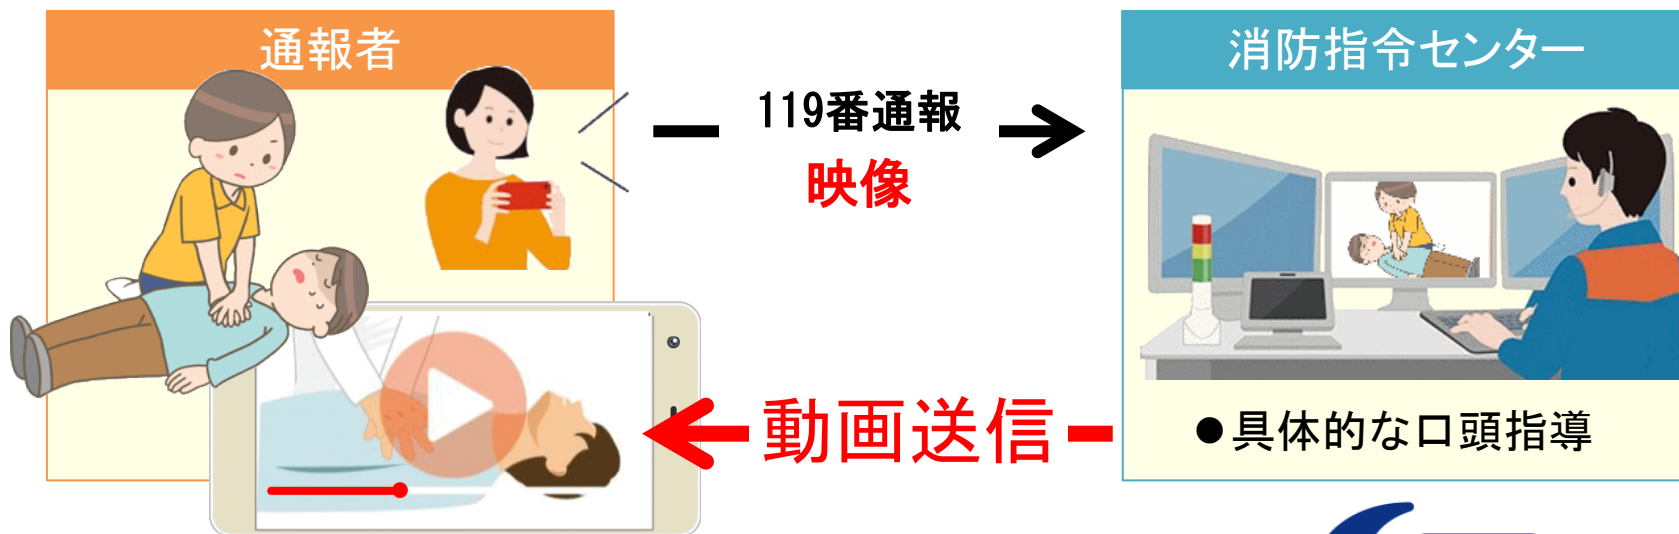 通報者
119番通報
映像
消防指令センター
動画送信
●具体的な口頭指導